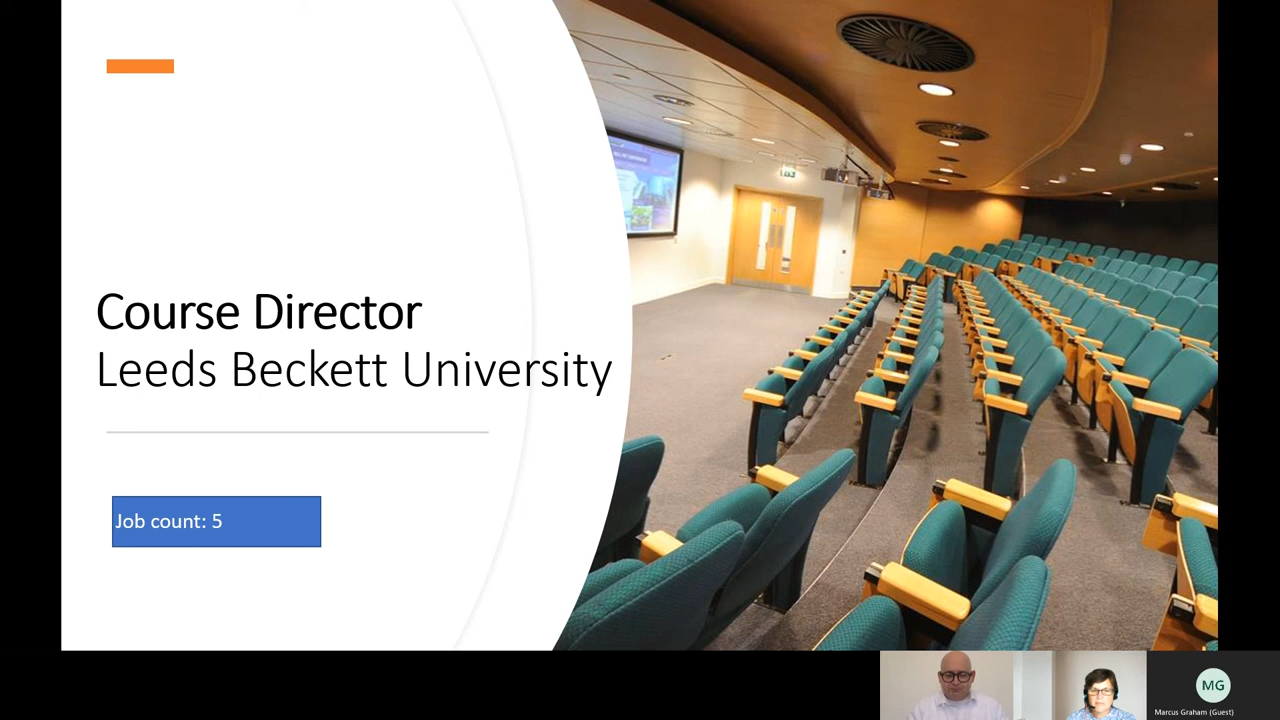 Course Director
Leeds Beckett University
Job count: 5
MG
Marcus Graham (Guest)